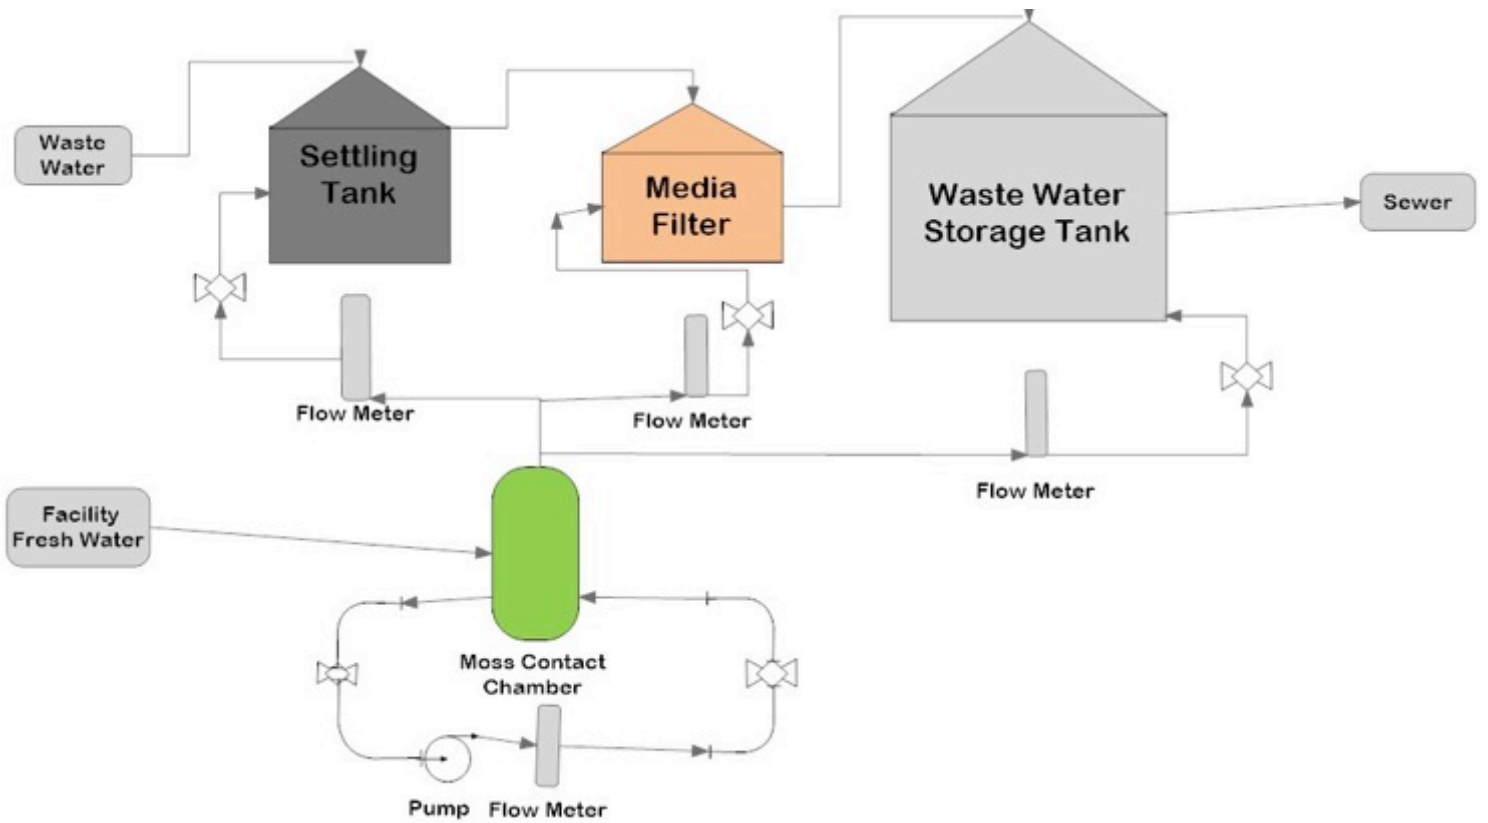 Waste
Water
Settling
Tank
Media
Filter
Waste Water
Storage Tank
Sewer
Flow Meter
Flow Meter
Flow Meter
Facility
Fresh Water
Moss Contact
Chamber
Pump
Flow Meter